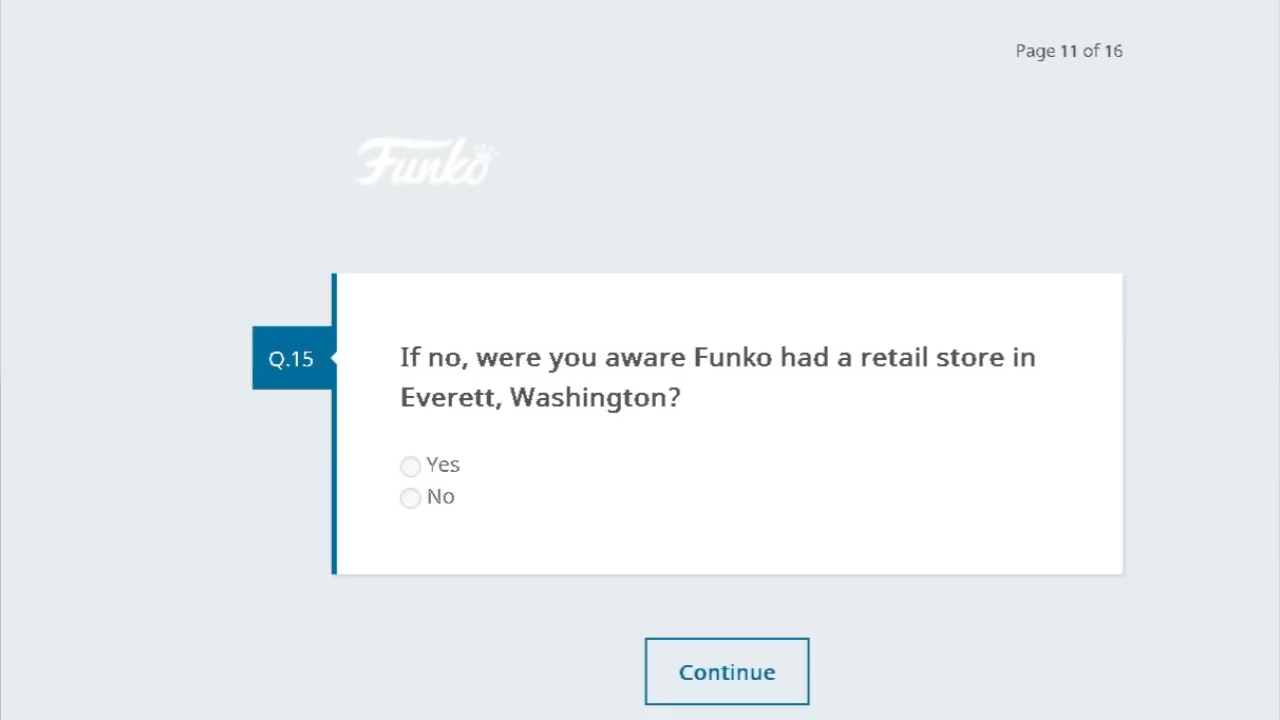 Page 11 of 16
Funko
Q.15
If no, were you aware Funko had a retail store in
Everett, Washington?
Yes
No
Continue